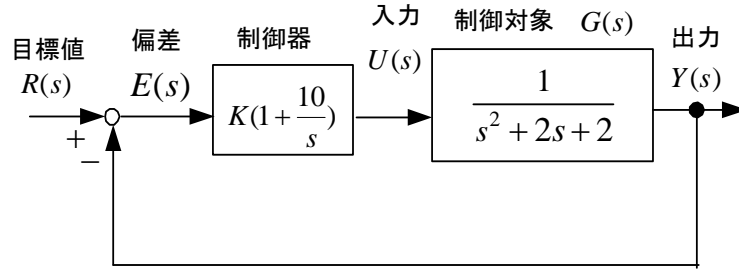 目標値
R(s)
偏差
E(s)
制御器
K(1+10/s)
入力
U(s)
制御対象 G(s)
1/(s²+2s+2)
出力
Y(s)
+
−